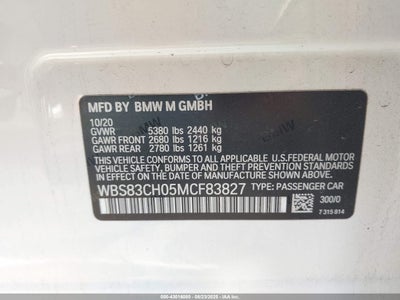 MFD BY BMW M GMBH
10/20
GVWR 5380 lbs 2440 kg
GAWR FRONT 2680 lbs 1216 kg
GAWR REAR 2780 lbs 1261 kg
THIS VEHICLE CONFORMS TO ALL APPLICABLE U.S. FEDERAL MOTOR
VEHICLE SAFETY, BUMPER, AND THEFT PREVENTION STANDARDS
IN EFFECT ON THE DATE OF MANUFACTURE SHOWN ABOVE.
WBS83CH05MCF83827 TYPE: PASSENGER CAR
300/0
7 315 814